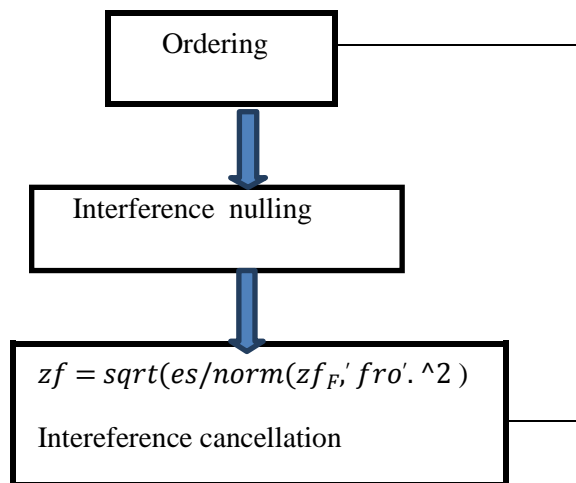 Ordering
Interference nulling
zf = sqrt(es/norm(zf_F,′ fro′. ^2 )
Intereference cancellation